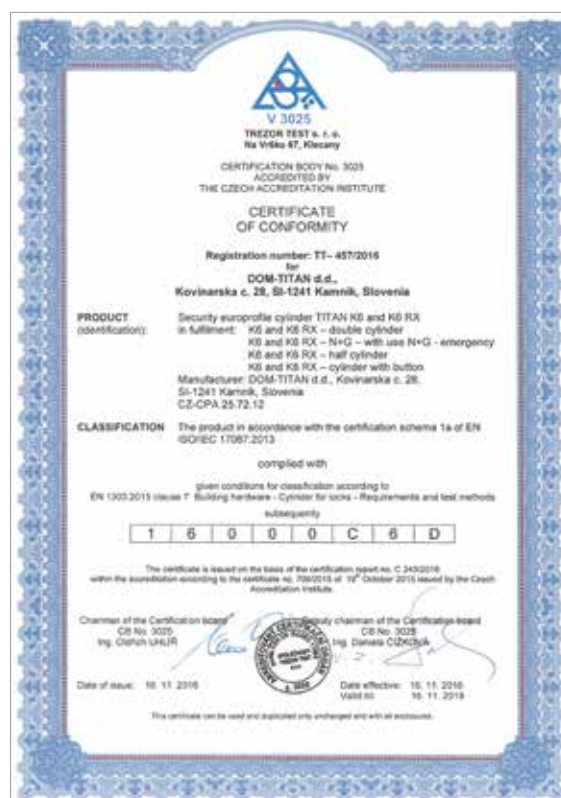 V 3025
TREZOR TEST s. r. o.
Na Vršku 67, Klecany
CERTIFICATION BODY No. 3025
ACCREDITED BY
THE CZECH ACCREDITATION INSTITUTE
CERTIFICATE
OF CONFORMITY
Registration number: TT– 457/2016
for
DOM-TITAN d.d.,
Kovinarska c. 28, SI-1241 Kamnik, Slovenia
PRODUCT Security europrofile cylinder TITAN K6 and K6 RX
(identification): in fulfilment: K6 and K6 RX – double cylinder
K6 and K6 RX – N+G – with use N+G - emergency
K6 and K6 RX – half cylinder
K6 and K6 RX – cylinder with button
Manufacturer: DOM-TITAN d.d., Kovinarska c. 28,
SI-1241 Kamnik, Slovenia
CZ-CPA 25.72.12
CLASSIFICATION The product in accordance with the certification schema 1a of EN
ISO/IEC 17067:2013
complied with
given conditions for classification according to
EN 1303:2015 clause 7 Building hardware - Cylinder for locks - Requirements and test methods
subsequently
1 6 0 0 0 C 6 D
The certificate is issued on the basis of the certification report no. C 243/2016
within the accreditation according to the certificate no. 706/2015 of 19th October 2015 issued by the Czech
Accreditation Institute.
Chairman of the Certification board Deputy chairman of the Certification board
CB No. 3025 CB No. 3025
Ing. Oldřich UHLÍŘ Ing. Daniela ČÍŽKOVÁ
Date of issue: 16. 11. 2016 Date effective: 16. 11. 2016
Valid till: 16. 11. 2019
This certificate can be used and duplicated only unchanged and with all enclosures.